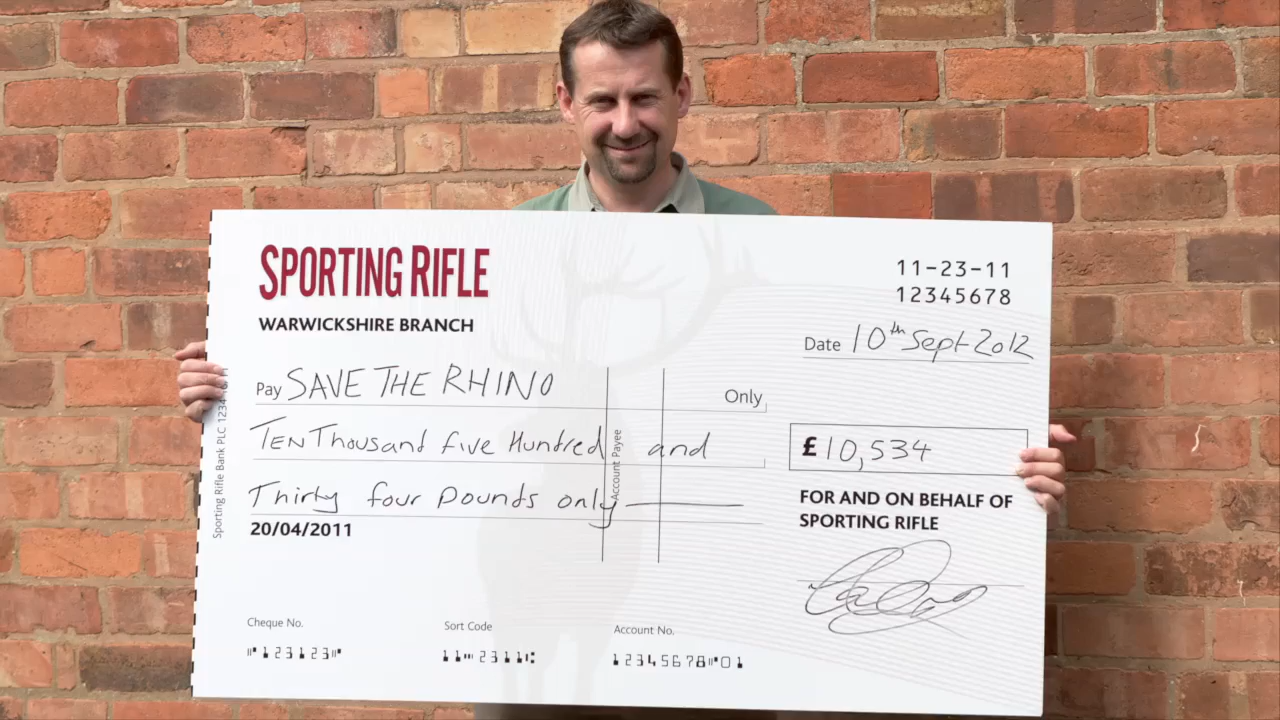 SPORTING RIFLE
WARWICKSHIRE BRANCH
11-23-11
12345678
Date 10th Sept 2012
Pay SAVE THE RHINO Only
Ten Thousand five Hundred and
£10,534
Thirty four pounds only
Account Payee
FOR AND ON BEHALF OF
SPORTING RIFLE
20/04/2011
Cheque No. Sort Code Account No.
⑈123123⑈ 11⑉2311⑆ 12345678⑈01